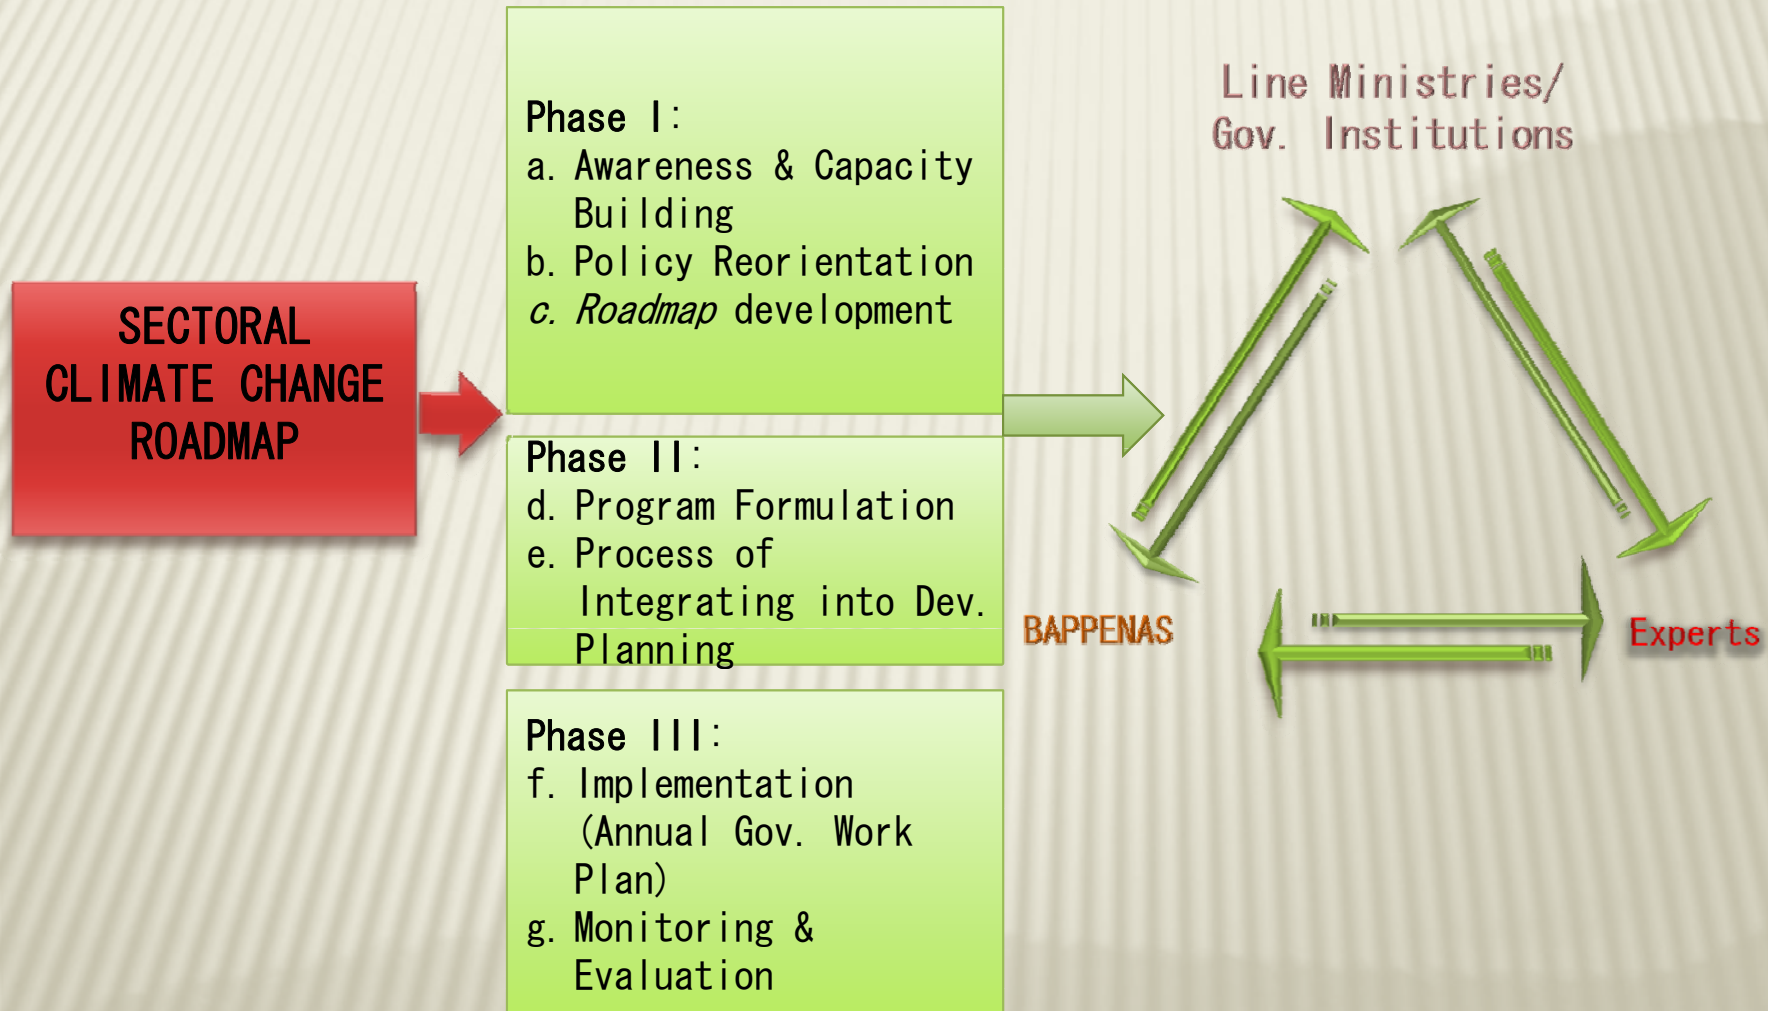 SECTORAL
CLIMATE CHANGE
ROADMAP
Phase I:
a. Awareness & Capacity
Building
b. Policy Reorientation
c. Roadmap development
Phase II:
d. Program Formulation
e. Process of
Integrating into Dev.
Planning
Phase III:
f. Implementation
(Annual Gov. Work
Plan)
g. Monitoring &
Evaluation
Line Ministries/
Gov. Institutions
BAPPENAS
Experts